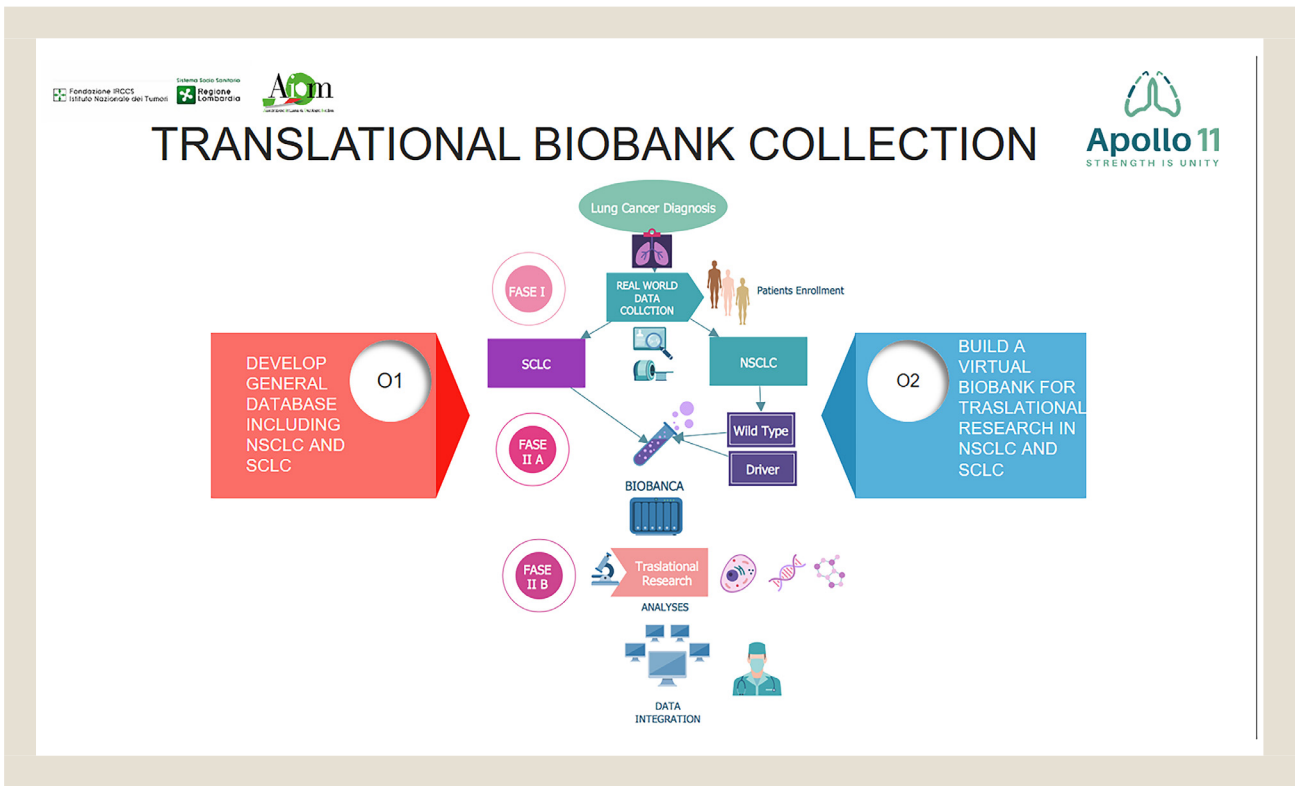 Fondazione IRCCS
Istituto Nazionale dei Tumori
Sistema Socio Sanitario
Regione
Lombardia
Aiom
TRANSLATIONAL BIOBANK COLLECTION
Apollo 11
STRENGTH IS UNITY
Lung Cancer Diagnosis
FASE I
REAL WORLD
DATA
COLLCTION
Patients Enrollment
DEVELOP
GENERAL
DATABASE
INCLUDING
NSCLC AND
SCLC
O1
SCLC
NSCLC
O2
BUILD A
VIRTUAL
BIOBANK FOR
TRASLATIONAL
RESEARCH IN
NSCLC AND
SCLC
FASE
II A
Wild Type
Driver
BIOBANCA
FASE
II B
Traslational
Research
ANALYSES
DATA
INTEGRATION